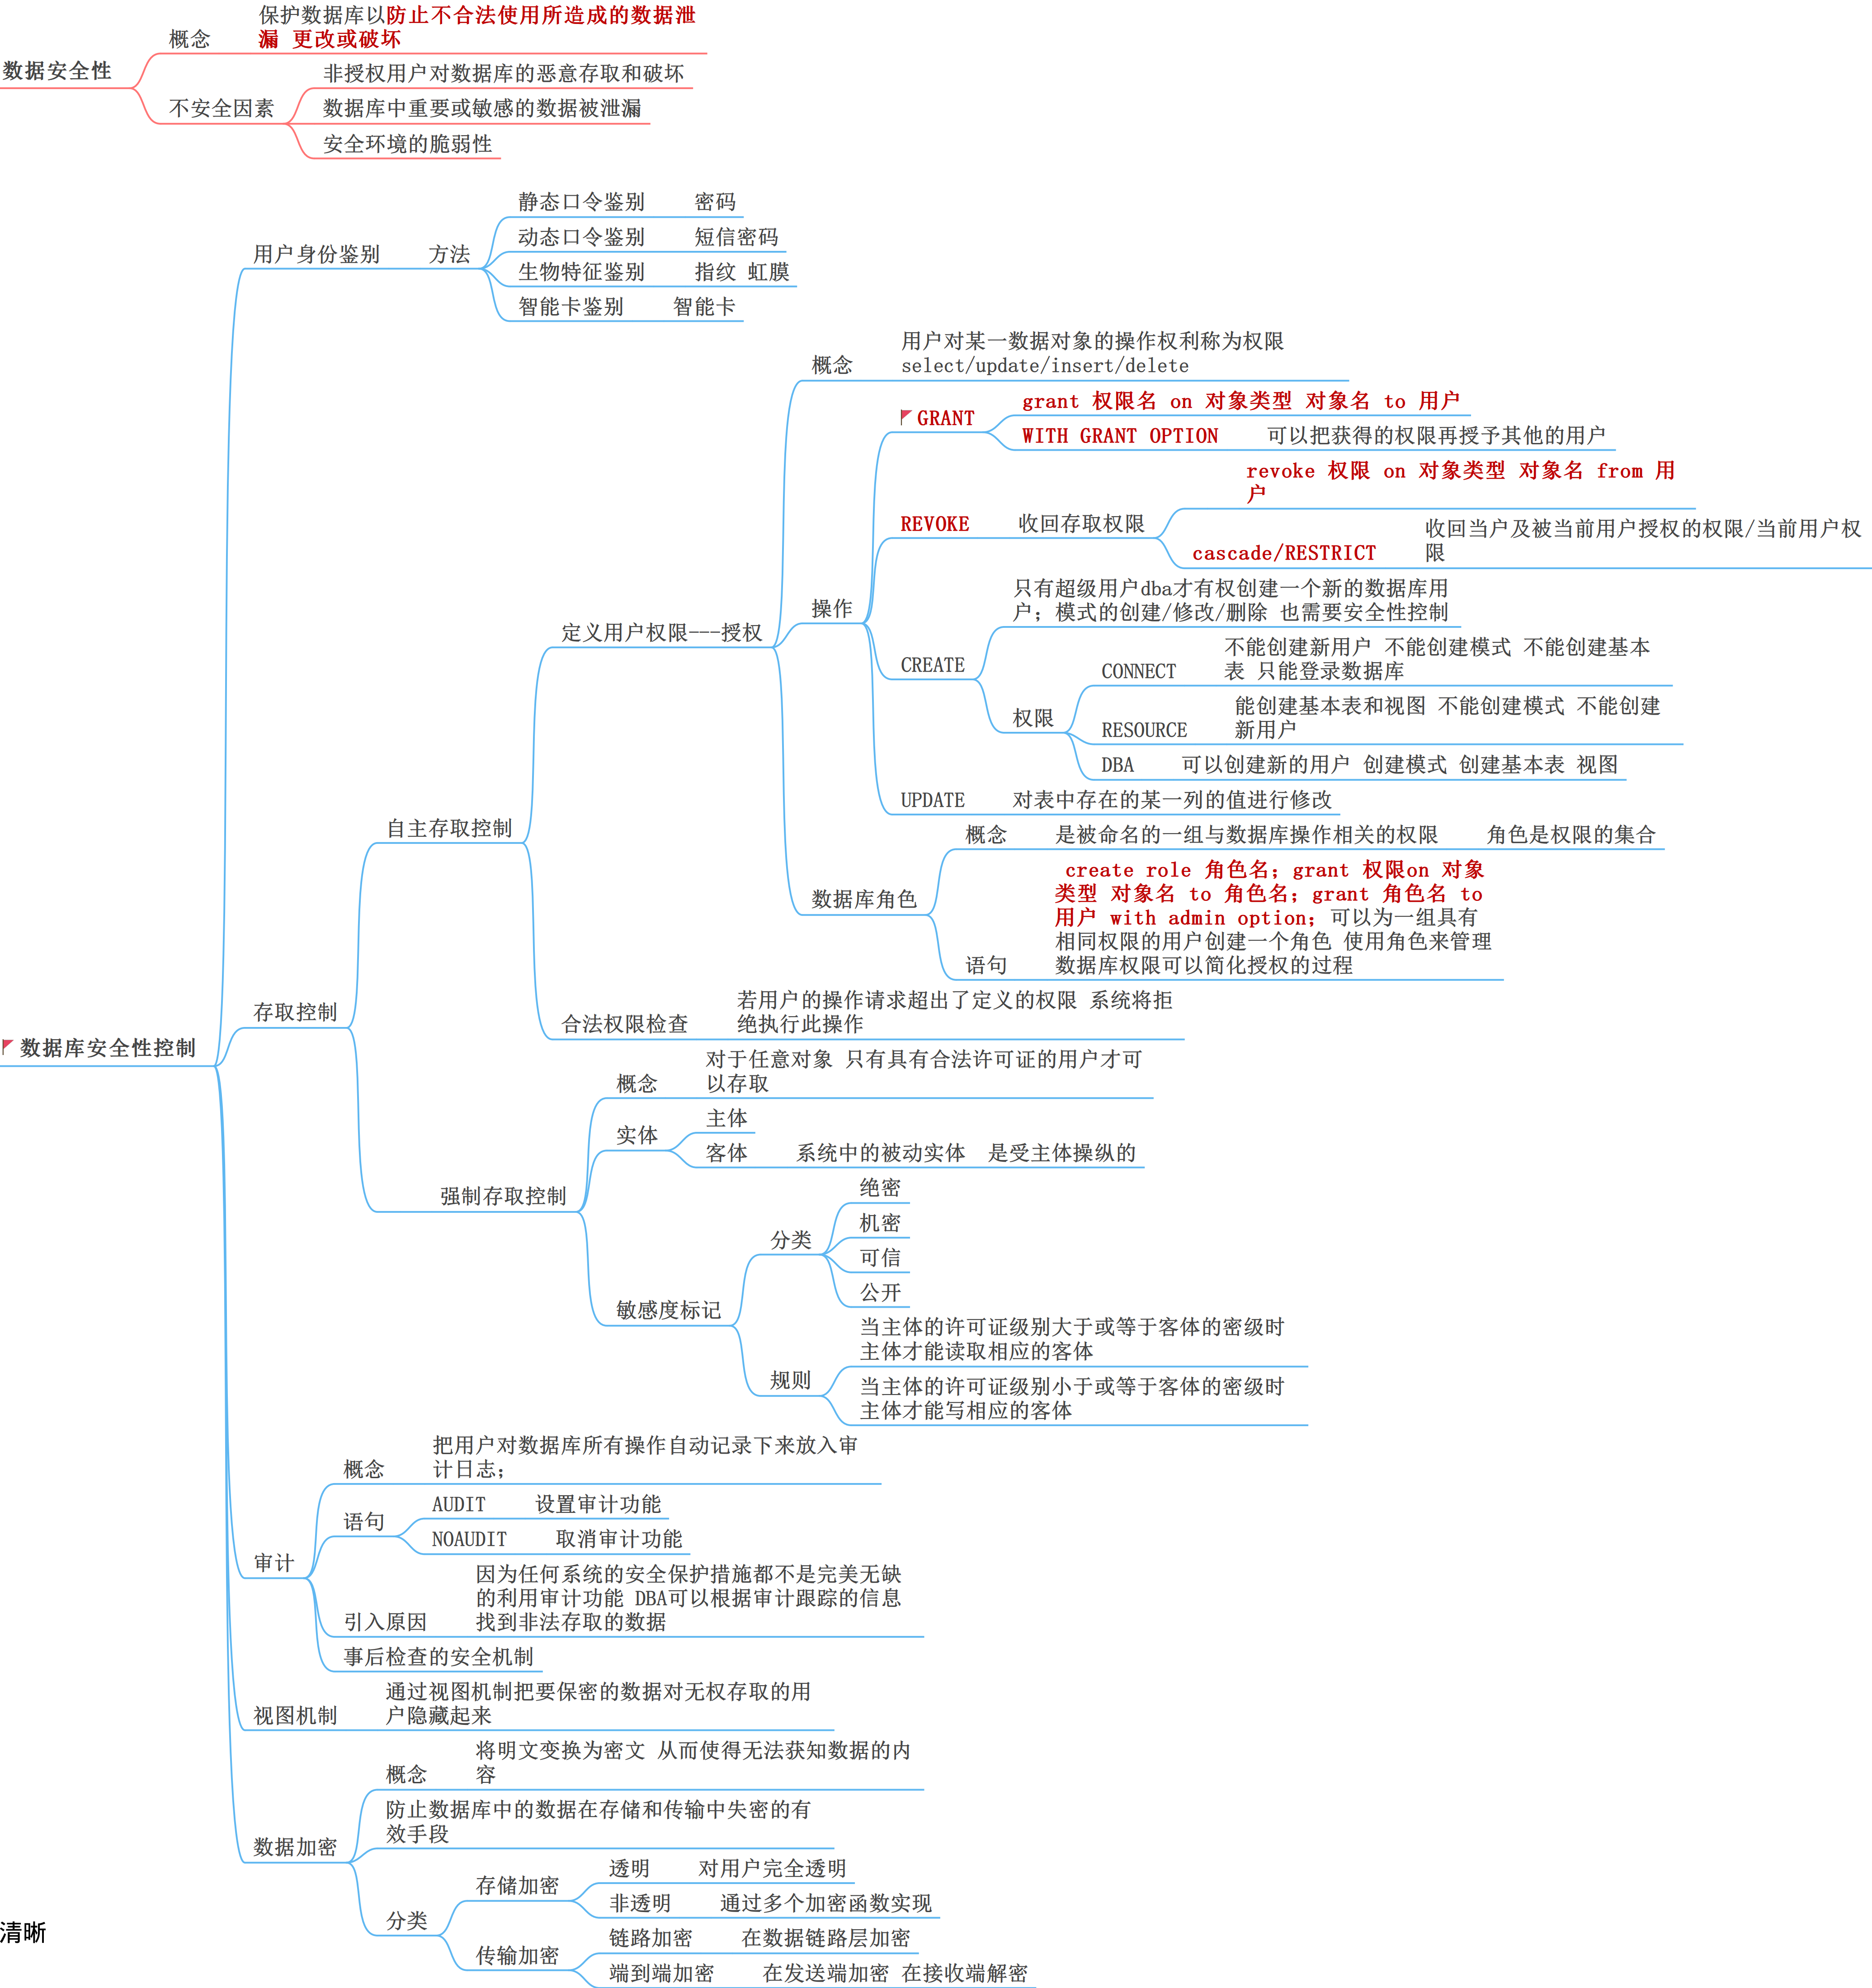 保护数据库以防止不合法使用所造成的数据泄
漏 更改或破坏
概念
数据安全性
不安全因素
非授权用户对数据库的恶意存取和破坏
数据库中重要或敏感的数据被泄漏
安全环境的脆弱性
用户身份鉴别
方法
静态口令鉴别 密码
动态口令鉴别 短信密码
生物特征鉴别 指纹 虹膜
智能卡鉴别 智能卡
用户对某一数据对象的操作权利称为权限
select/update/insert/delete
概念
GRANT
grant 权限名 on 对象类型 对象名 to 用户
WITH GRANT OPTION 可以把获得的权限再授予其他的用户
revoke 权限 on 对象类型 对象名 from 用
户
REVOKE 收回存取权限
收回当户及被当前用户授权的权限/当前用户权
限
cascade/RESTRICT
操作
定义用户权限---授权
只有超级用户dba才有权创建一个新的数据库用
户；模式的创建/修改/删除 也需要安全性控制
CREATE
不能创建新用户 不能创建模式 不能创建基本
表 只能登录数据库
CONNECT
权限
能创建基本表和视图 不能创建模式 不能创建
新用户
RESOURCE
DBA 可以创建新的用户 创建模式 创建基本表 视图
UPDATE 对表中存在的某一列的值进行修改
自主存取控制
概念 是被命名的一组与数据库操作相关的权限 角色是权限的集合
数据库角色
create role 角色名；grant 权限on 对象
类型 对象名 to 角色名；grant 角色名 to
用户 with admin option；可以为一组具有
相同权限的用户创建一个角色 使用角色来管理
数据库权限可以简化授权的过程
语句
存取控制
若用户的操作请求超出了定义的权限 系统将拒
绝执行此操作
合法权限检查
数据库安全性控制
对于任意对象 只有具有合法许可证的用户才可
以存取
概念
实体
主体
客体 系统中的被动实体 是受主体操纵的
强制存取控制
敏感度标记
分类
绝密
机密
可信
公开
规则
当主体的许可证级别大于或等于客体的密级时
主体才能读取相应的客体
当主体的许可证级别小于或等于客体的密级时
主体才能写相应的客体
把用户对数据库所有操作自动记录下来放入审
计日志；
概念
语句
AUDIT 设置审计功能
NOAUDIT 取消审计功能
审计
因为任何系统的安全保护措施都不是完美无缺
的利用审计功能 DBA可以根据审计跟踪的信息
找到非法存取的数据
引入原因
事后检查的安全机制
通过视图机制把要保密的数据对无权存取的用
户隐藏起来
视图机制
将明文变换为密文 从而使得无法获知数据的内
容
概念
防止数据库中的数据在存储和传输中失密的有
效手段
数据加密
分类
存储加密
透明 对用户完全透明
非透明 通过多个加密函数实现
传输加密
链路加密 在数据链路层加密
端到端加密 在发送端加密 在接收端解密
清晰